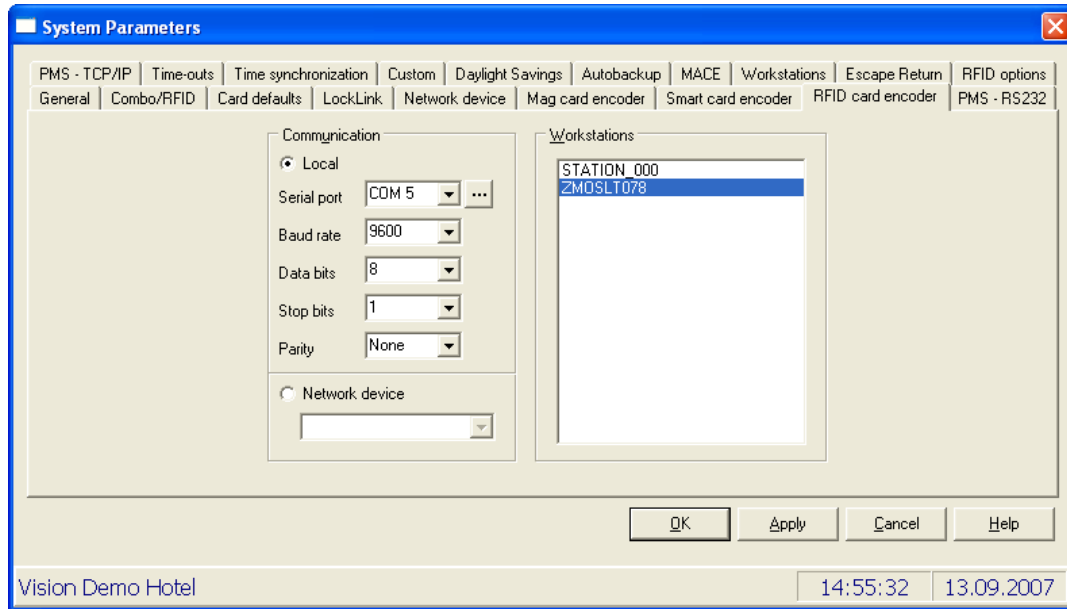 System Parameters
PMS - TCP/IP Time-outs Time synchronization Custom Daylight Savings Autobackup MACE Workstations Escape Return RFID options
General Combo/RFID Card defaults LockLink Network device Mag card encoder Smart card encoder RFID card encoder PMS - RS232
Communication
Local
Serial port COM 5 ...
Baud rate 9600
Data bits 8
Stop bits 1
Parity None
Network device
Workstations
STATION_000
ZMOSLT078
OK Apply Cancel Help
Vision Demo Hotel 14:55:32 13.09.2007